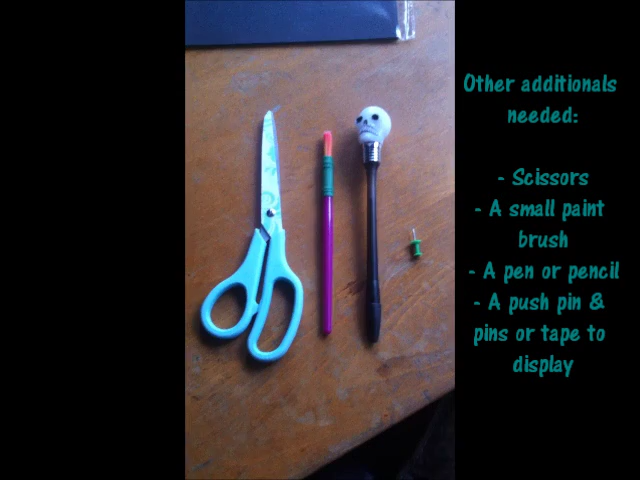 Other additionals
needed:
- Scissors
- A small paint
brush
- A pen or pencil
- A push pin &
pins or tape to
display